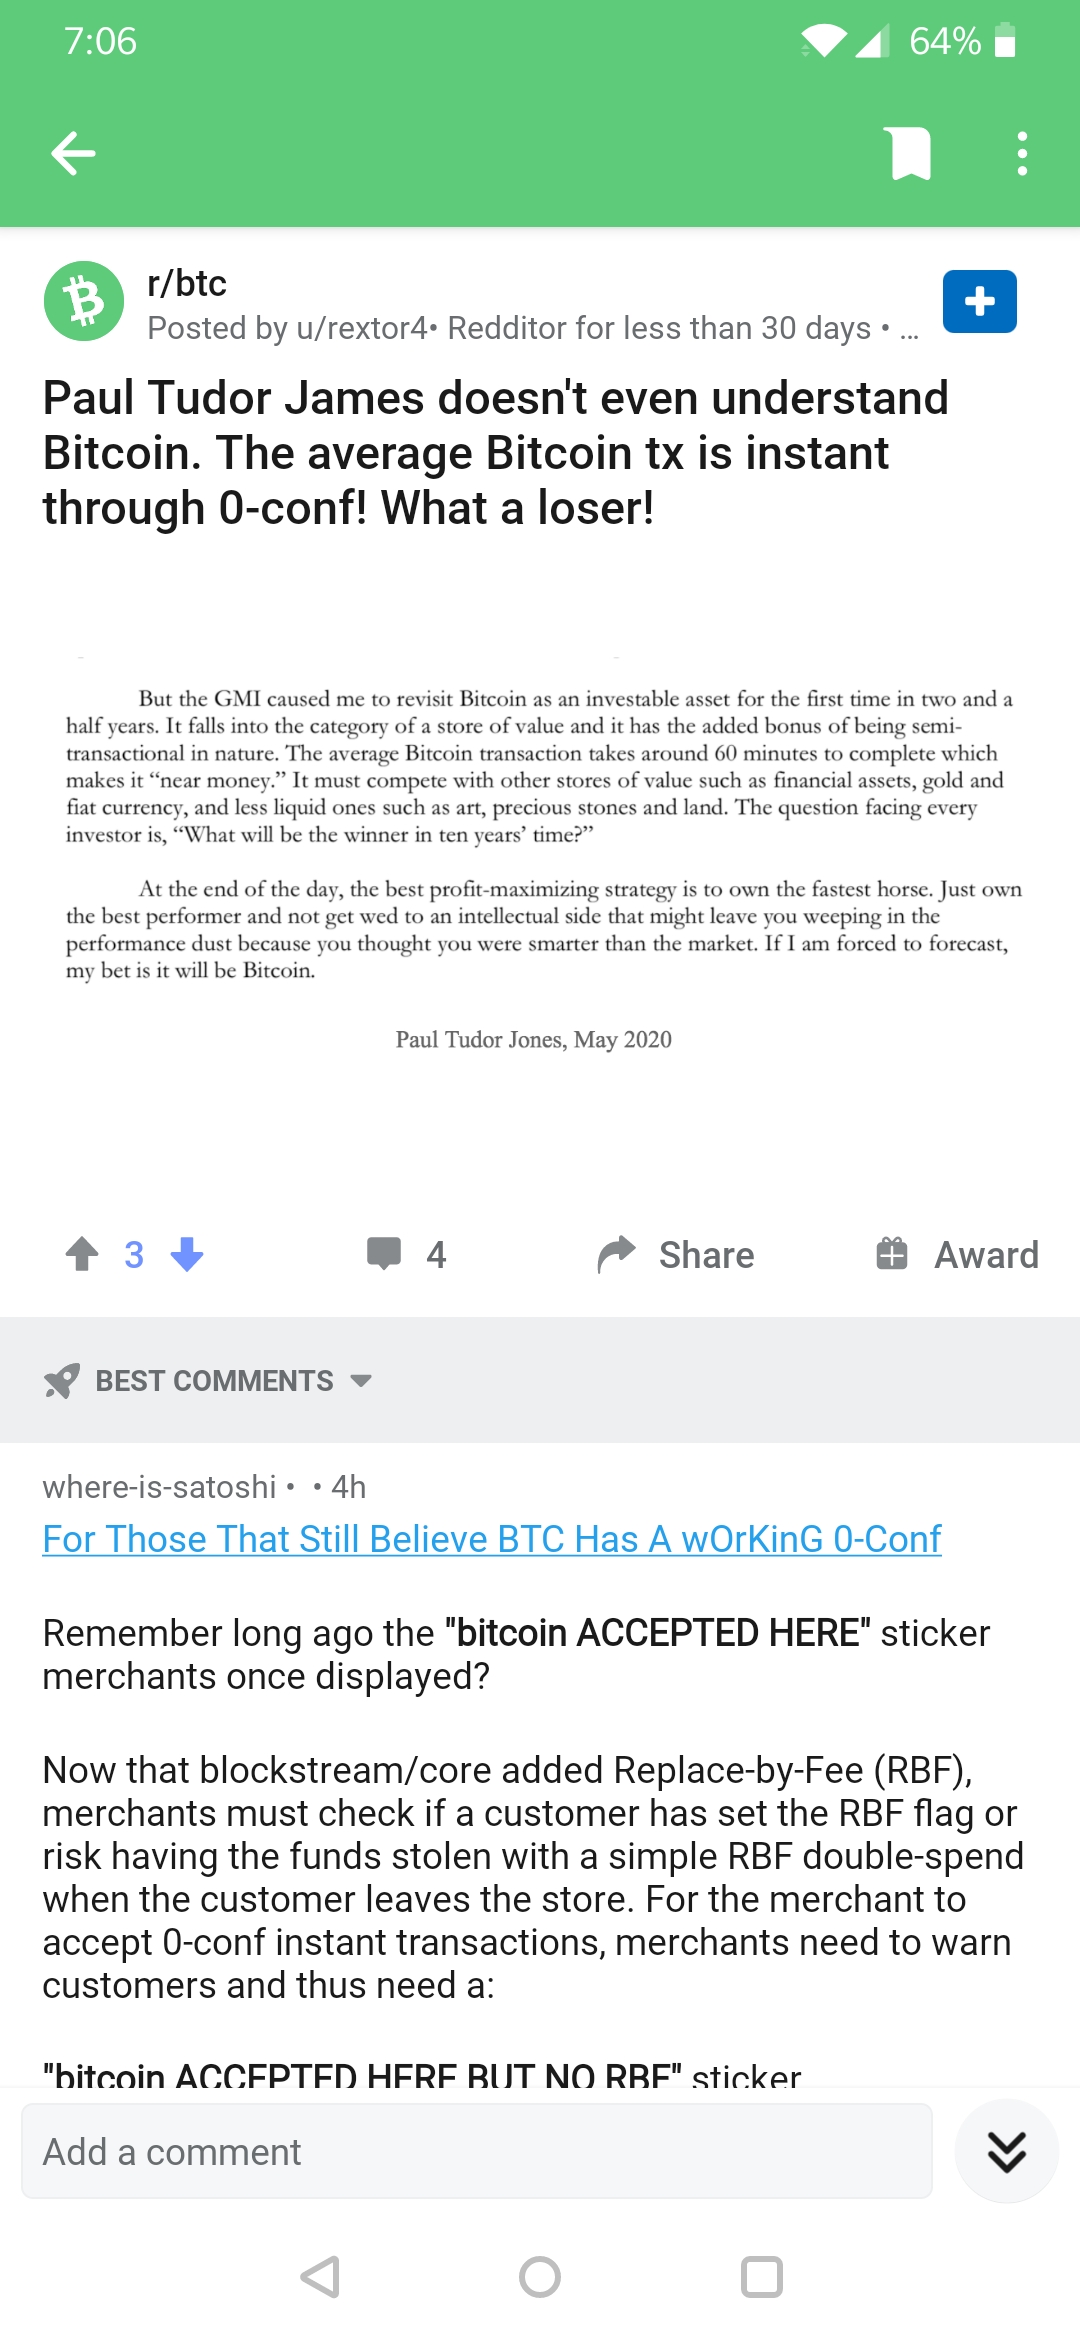 7:06
64%
r/btc
Posted by u/rextor4• Redditor for less than 30 days • ...
Paul Tudor James doesn't even understand
Bitcoin. The average Bitcoin tx is instant
through 0-conf! What a loser!
But the GMI caused me to revisit Bitcoin as an investable asset for the first time in two and a
half years. It falls into the category of a store of value and it has the added bonus of being semi-
transactional in nature. The average Bitcoin transaction takes around 60 minutes to complete which
makes it “near money.” It must compete with other stores of value such as financial assets, gold and
fiat currency, and less liquid ones such as art, precious stones and land. The question facing every
investor is, “What will be the winner in ten years’ time?”
At the end of the day, the best profit-maximizing strategy is to own the fastest horse. Just own
the best performer and not get wed to an intellectual side that might leave you weeping in the
performance dust because you thought you were smarter than the market. If I am forced to forecast,
my bet is it will be Bitcoin.
Paul Tudor Jones, May 2020
3
4
Share
Award
BEST COMMENTS
where-is-satoshi • • 4h
For Those That Still Believe BTC Has A wOrKinG 0-Conf
Remember long ago the "bitcoin ACCEPTED HERE" sticker
merchants once displayed?
Now that blockstream/core added Replace-by-Fee (RBF),
merchants must check if a customer has set the RBF flag or
risk having the funds stolen with a simple RBF double-spend
when the customer leaves the store. For the merchant to
accept 0-conf instant transactions, merchants need to warn
customers and thus need a:
"bitcoin ACCEPTED HERE BUT NO RBF" sticker
Add a comment